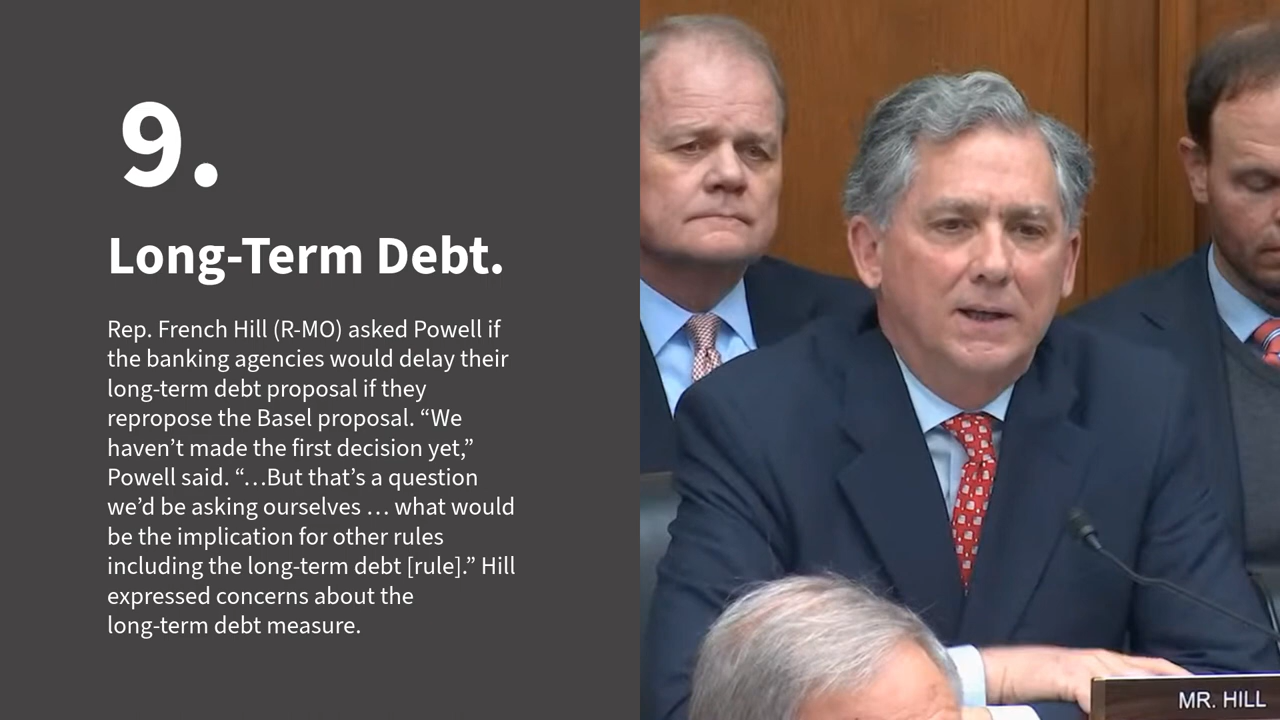 9.
Long-Term Debt.
Rep. French Hill (R-MO) asked Powell if
the banking agencies would delay their
long-term debt proposal if they
repropose the Basel proposal. “We
haven’t made the first decision yet,”
Powell said. “…But that’s a question
we’d be asking ourselves … what would
be the implication for other rules
including the long-term debt [rule].” Hill
expressed concerns about the
long-term debt measure.
MR. HILL